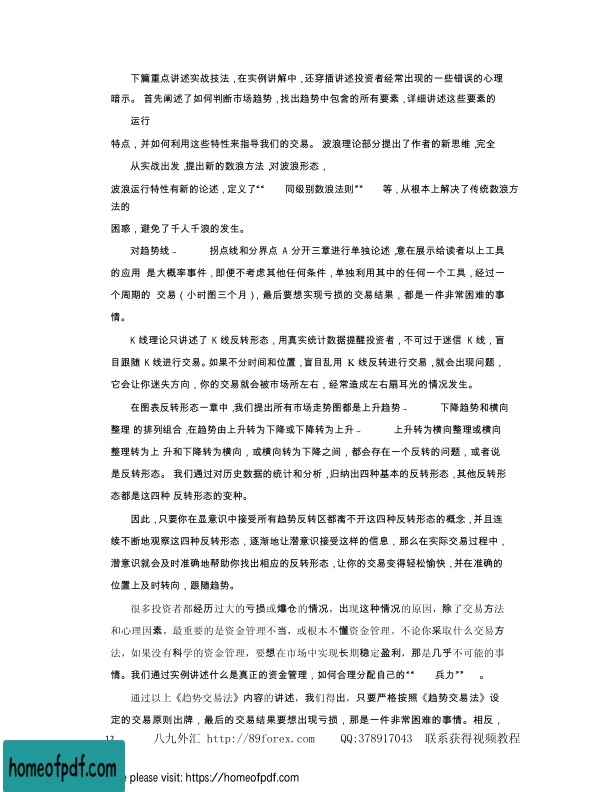 下篇重点讲述实战技法，在实例讲解中，还穿插讲述投资者经常出现的一些错误的心理
暗示。 首先阐述了如何判断市场趋势，找出趋势中包含的所有要素，详细讲述这些要素的
运行
特点，并如何利用这些特性来指导我们的交易。 波浪理论部分提出了作者的新思维，完全
从实战出发，提出新的数浪方法，对波浪形态、
波浪运行特性有新的论述，定义了“ 同级别数浪法则” 等，从根本上解决了传统数浪方
法的
困惑，避免了千人千浪的发生。
对趋势线﹑ 拐点线和分界点 A 分开三章进行单独论述，意在展示给读者以上工具
的应用 是大概率事件，即便不考虑其他任何条件，单独利用其中的任何一个工具，经过一
个周期的 交易（小时图三个月），最后要想实现亏损的交易结果，都是一件非常困难的事
情。
K 线理论只讲述了 K 线反转形态，用真实统计数据提醒投资者，不可过于迷信 K 线，盲
目跟随 K 线进行交易。如果不分时间和位置，盲目乱用 K 线反转进行交易，就会出现问题，
它会让你迷失方向，你的交易就会被市场所左右，经常造成左右扇耳光的情况发生。
在图表反转形态一章中，我们提出所有市场走势图都是上升趋势﹑ 下降趋势和横向
整理 的排列组合，在趋势由上升转为下降或下降转为上升﹑ 上升转为横向整理或横向
整理转为上 升和下降转为横向，或横向转为下降之间，都会存在一个反转的问题，或者说
是反转形态。 我们通过对历史数据的统计和分析，归纳出四种基本的反转形态，其他反转形
态都是这四种 反转形态的变种。
因此，只要你在显意识中接受所有趋势反转区都离不开这四种反转形态的概念，并且连
续不断地观察这四种反转形态，逐渐地让潜意识接受这样的信息，那么在实际交易过程中，
潜意识就会及时准确地帮助你找出相应的反转形态，让你的交易变得轻松愉快，并在准确的
位置上及时转向，跟随趋势。
很多投资者都经历过大的亏损或爆仓的情况，出现这种情况的原因，除了交易方法
和心理因素，最重要的是资金管理不当，或根本不懂资金管理。不论你采取什么交易方
法，如果没有科学的资金管理，要想在市场中实现长期稳定盈利，那是几乎不可能的事
情。我们通过实例讲述什么是真正的资金管理，如何合理分配自己的“ 兵力” 。
通过以上《趋势交易法》内容的讲述，我们得出，只要严格按照《趋势交易法》设
定的交易原则出牌，最后的交易结果要想出现亏损，那是一件非常困难的事情。相反，
12 八九外汇 http://89forex.com QQ:378917043 联系获得视频教程
homeofpdf.com
please visit: https://homeofpdf.com